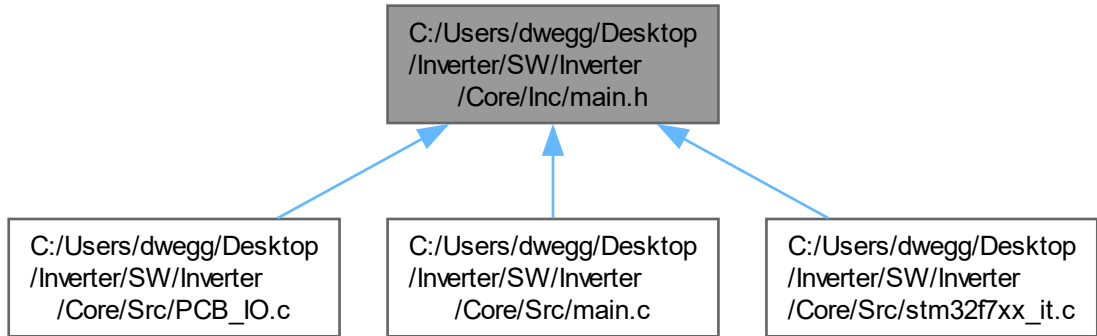 C:/Users/dwegg/Desktop
/Inverter/SW/Inverter
/Core/Inc/main.h
C:/Users/dwegg/Desktop
/Inverter/SW/Inverter
/Core/Src/PCB_IO.c
C:/Users/dwegg/Desktop
/Inverter/SW/Inverter
/Core/Src/main.c
C:/Users/dwegg/Desktop
/Inverter/SW/Inverter
/Core/Src/stm32f7xx_it.c